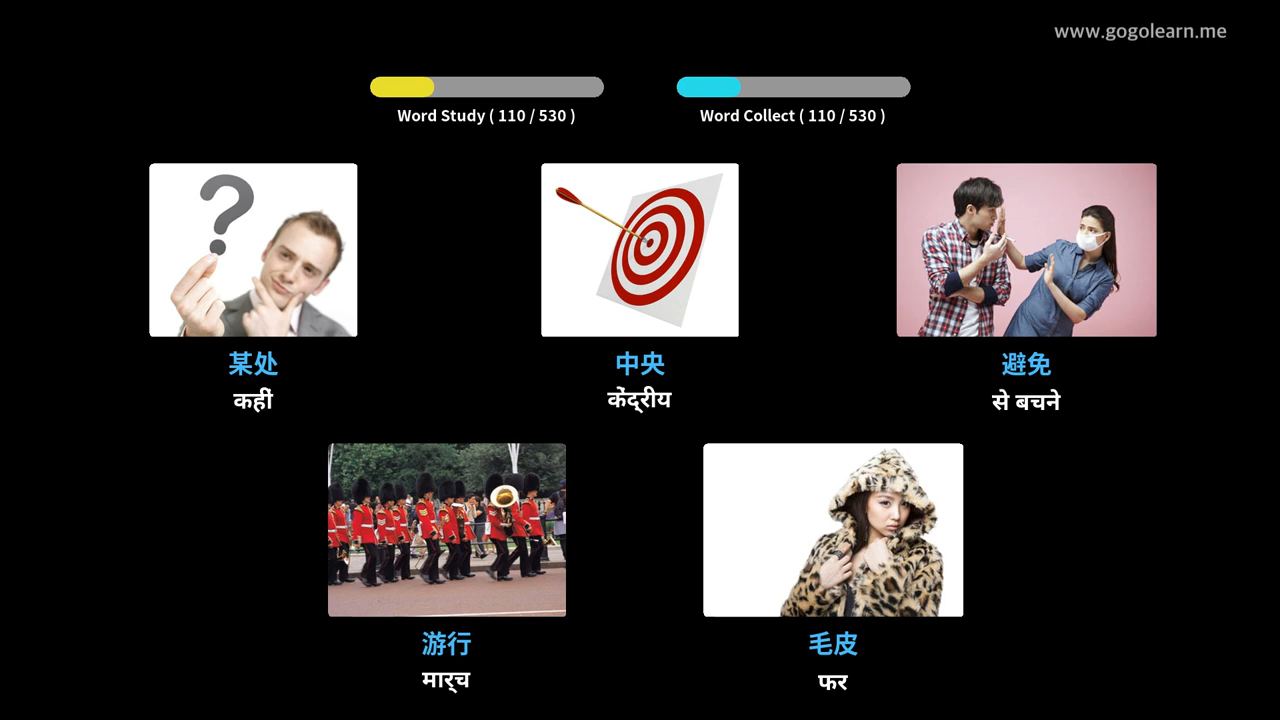 www.gogolearn.me
Word Study ( 110 / 530 )
Word Collect ( 110 / 530 )
某处
कहीं
中央
केंद्रीय
避免
से बचने
游行
मार्च
毛皮
फर